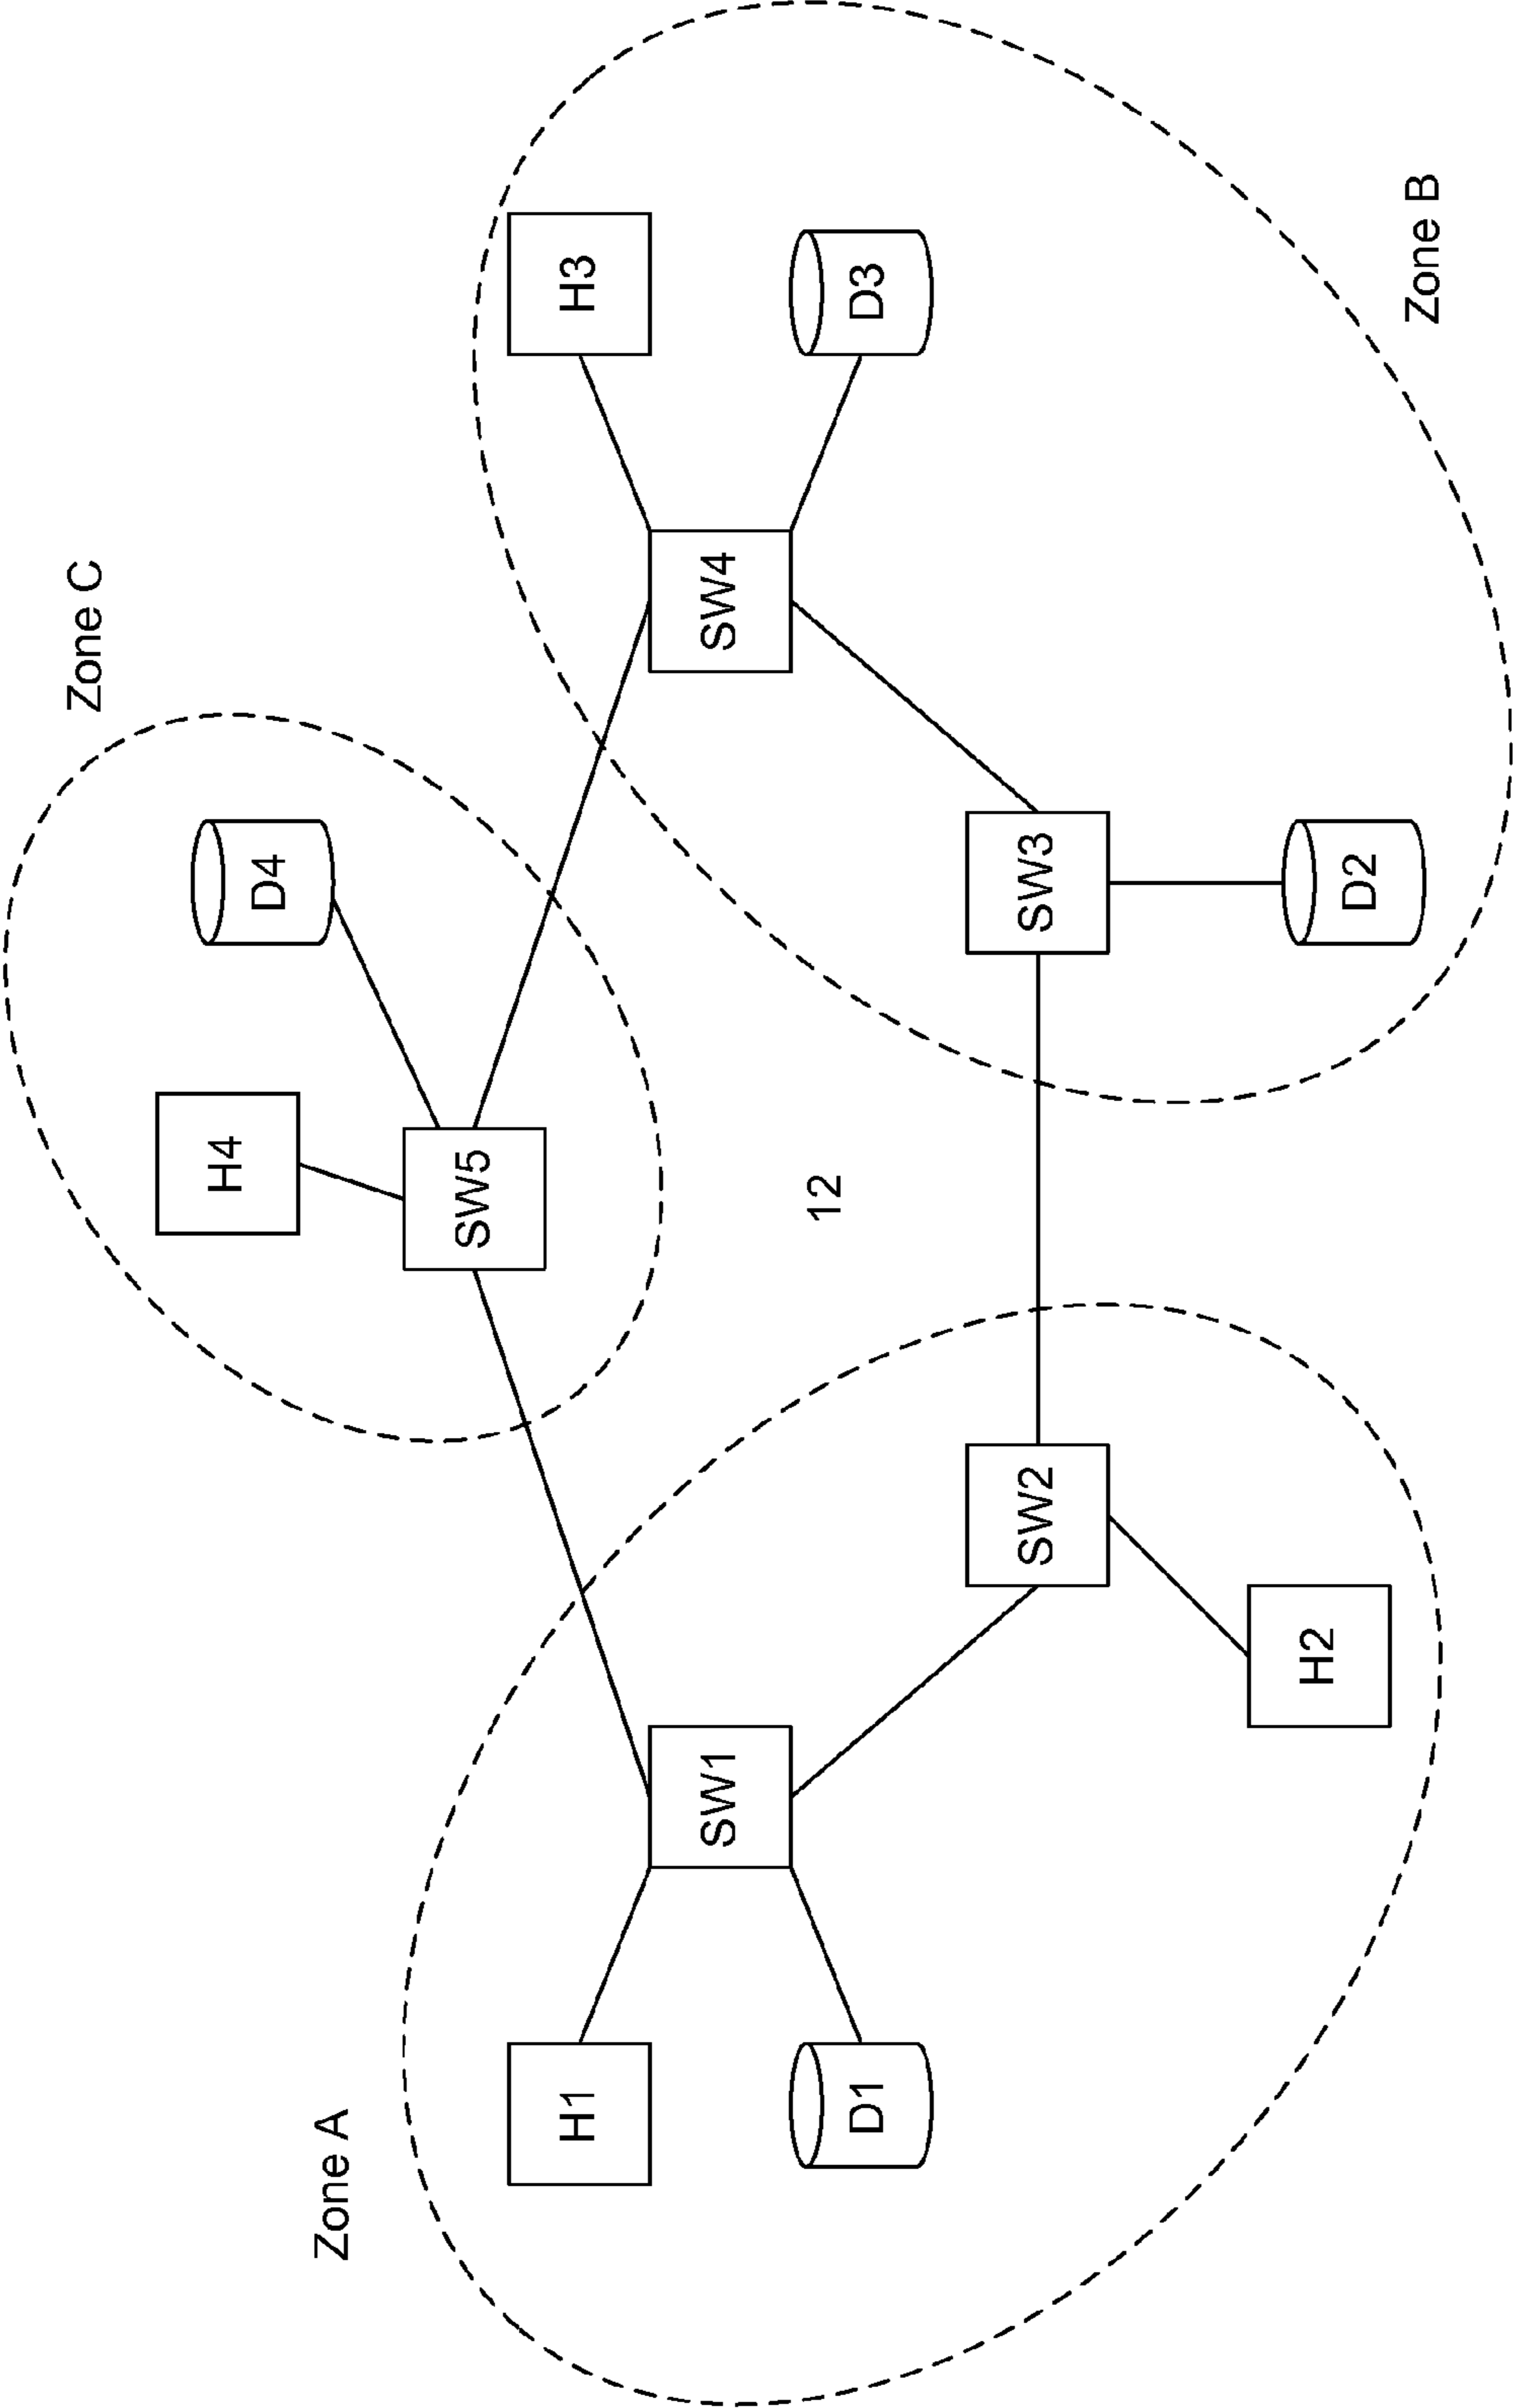 Zone C
Zone A
H4
D4
SW5
H1
H3
SW1
SW4
12
D1
D3
SW2
SW3
H2
D2
Zone B